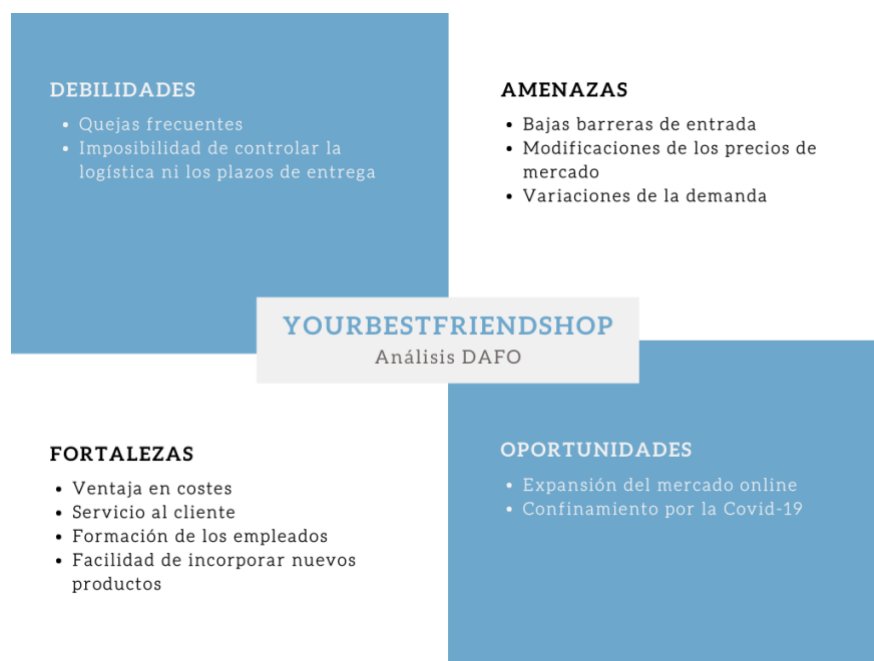 DEBILIDADES
• Quejas frecuentes
• Imposibilidad de controlar la
logística ni los plazos de entrega
AMENAZAS
• Bajas barreras de entrada
• Modificaciones de los precios de
mercado
• Variaciones de la demanda
YOURBESTFRIENDSHOP
Análisis DAFO
FORTALEZAS
• Ventaja en costes
• Servicio al cliente
• Formación de los empleados
• Facilidad de incorporar nuevos
productos
OPORTUNIDADES
• Expansión del mercado online
• Confinamiento por la Covid-19